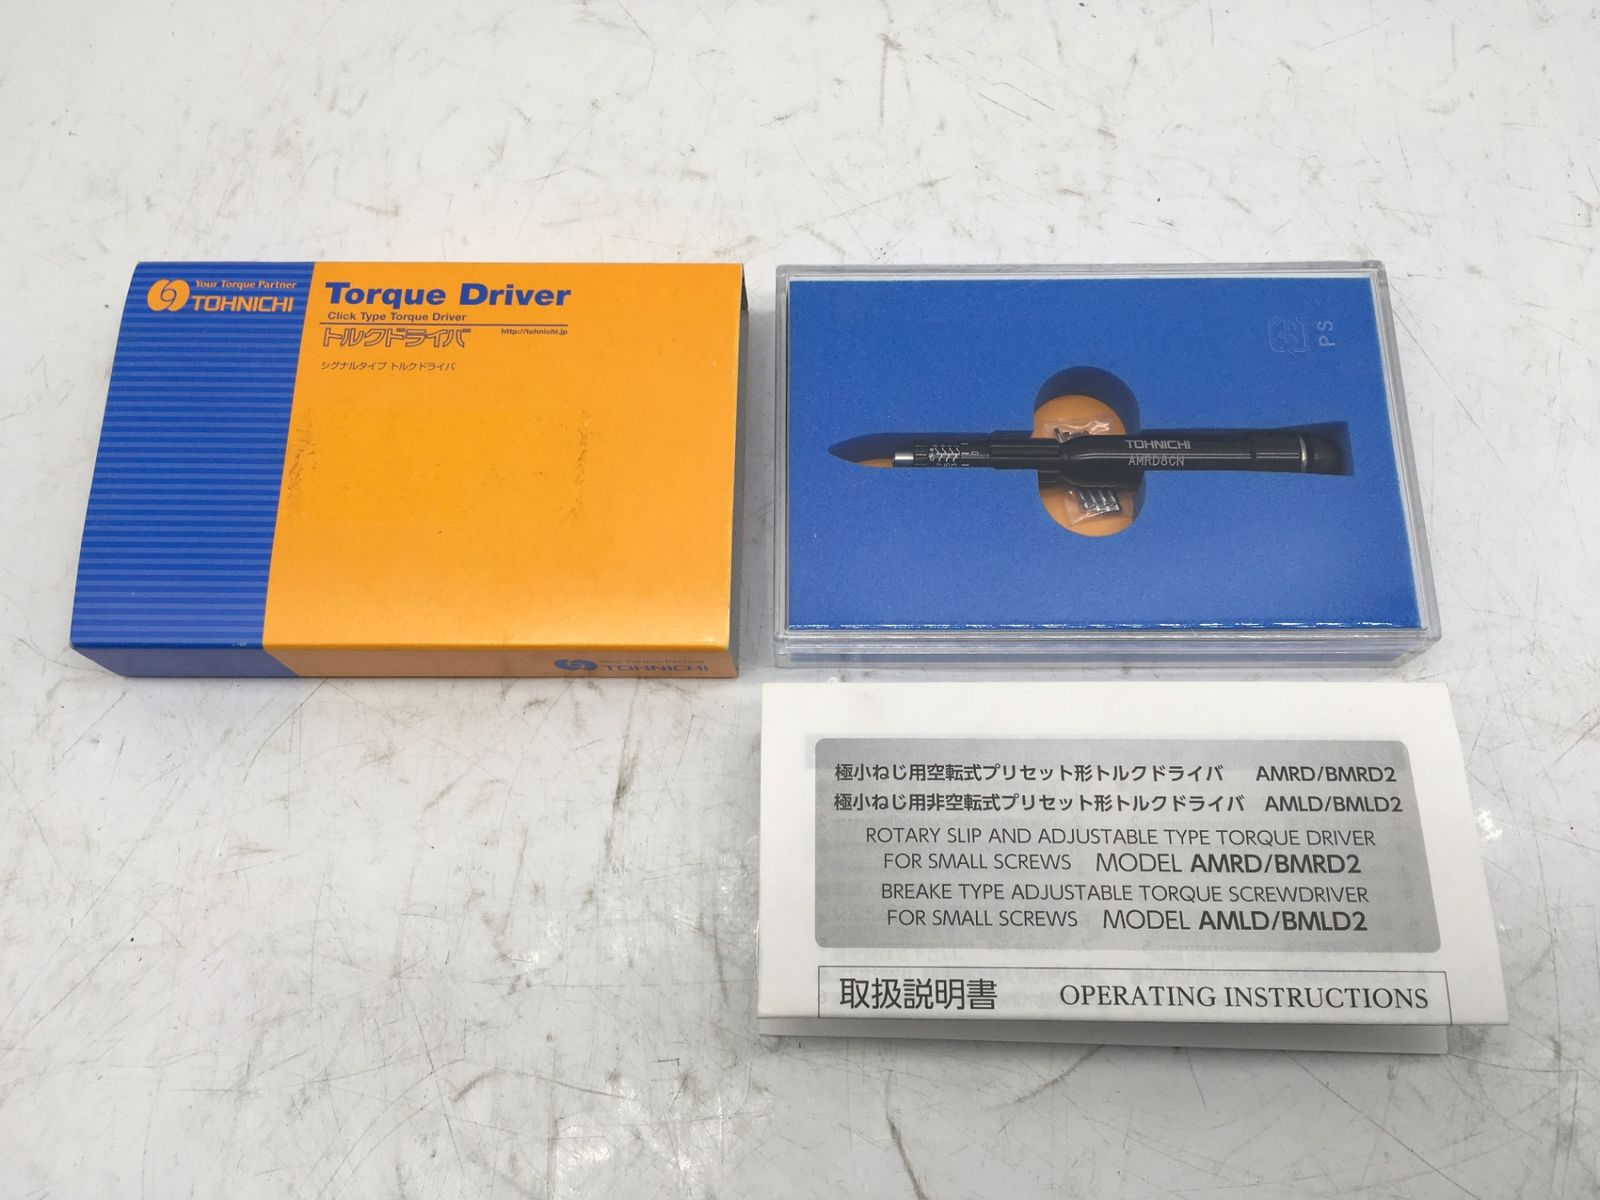 Your Torque Partner
TOHNICHI
Torque Driver
Click Type Torque Driver
トルクドライバ
http://tohnichi.jp
シグナルタイプ トルクドライバ
Your Torque Partner
TOHNICHI
PS
TOHNICHI
AMRD8CN
極小ねじ用空転式プリセット形トルクドライバ AMRD/BMRD2
極小ねじ用非空転式プリセット形トルクドライバ AMLD/BMLD2
ROTARY SLIP AND ADJUSTABLE TYPE TORQUE DRIVER
FOR SMALL SCREWS MODEL AMRD/BMRD2
BREAKE TYPE ADJUSTABLE TORQUE SCREWDRIVER
FOR SMALL SCREWS MODEL AMLD/BMLD2
取扱説明書 OPERATING INSTRUCTIONS